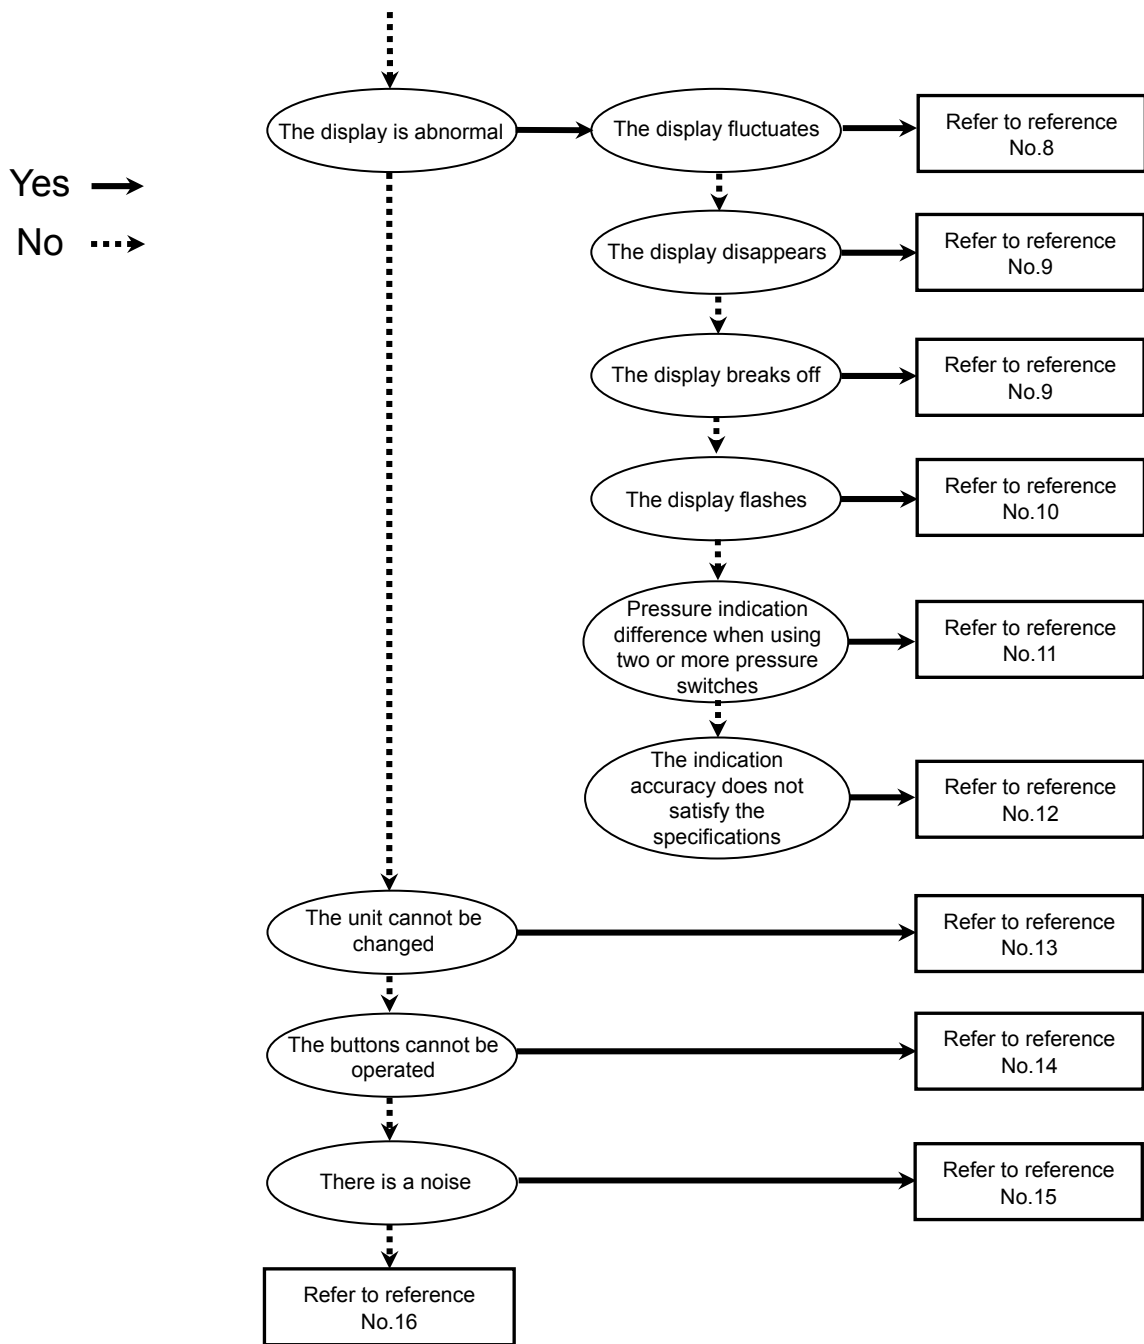 The display is abnormal
The display fluctuates
Refer to reference
No.8
Yes
No
The display disappears
Refer to reference
No.9
The display breaks off
Refer to reference
No.9
The display flashes
Refer to reference
No.10
Pressure indication
difference when using
two or more pressure
switches
Refer to reference
No.11
The indication
accuracy does not
satisfy the
specifications
Refer to reference
No.12
The unit cannot be
changed
Refer to reference
No.13
The buttons cannot be
operated
Refer to reference
No.14
There is a noise
Refer to reference
No.15
Refer to reference
No.16